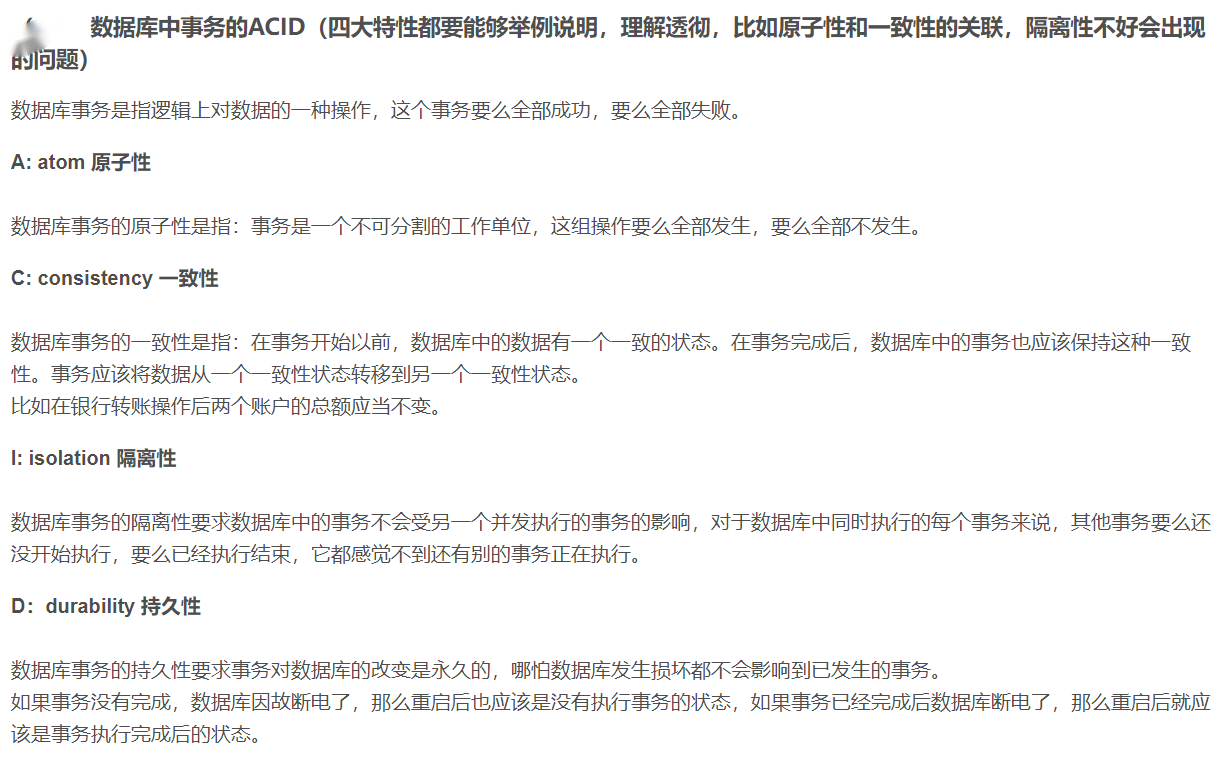 数据库中事务的ACID（四大特性都要能够举例说明，理解透彻，比如原子性和一致性的关联，隔离性不好会出现
的问题）
数据库事务是指逻辑上对数据的一种操作，这个事务要么全部成功，要么全部失败。
A: atom 原子性
数据库事务的原子性是指：事务是一个不可分割的工作单位，这组操作要么全部发生，要么全部不发生。
C: consistency 一致性
数据库事务的一致性是指：在事务开始以前，数据库中的数据有一个一致的状态。在事务完成后，数据库中的事务也应该保持这种一致
性。事务应该将数据从一个一致性状态转移到另一个一致性状态。
比如在银行转账操作后两个账户的总额应当不变。
I: isolation 隔离性
数据库事务的隔离性要求数据库中的事务不会受另一个并发执行的事务的影响，对于数据库中同时执行的每个事务来说，其他事务要么还
没开始执行，要么已经执行结束，它都感觉不到还有别的事务正在执行。
D：durability 持久性
数据库事务的持久性要求事务对数据库的改变是永久的，哪怕数据库发生损坏都不会影响到已发生的事务。
如果事务没有完成，数据库因故断电了，那么重启后也应该是没有执行事务的状态，如果事务已经完成后数据库断电了，那么重启后就应
该是事务执行完成后的状态。